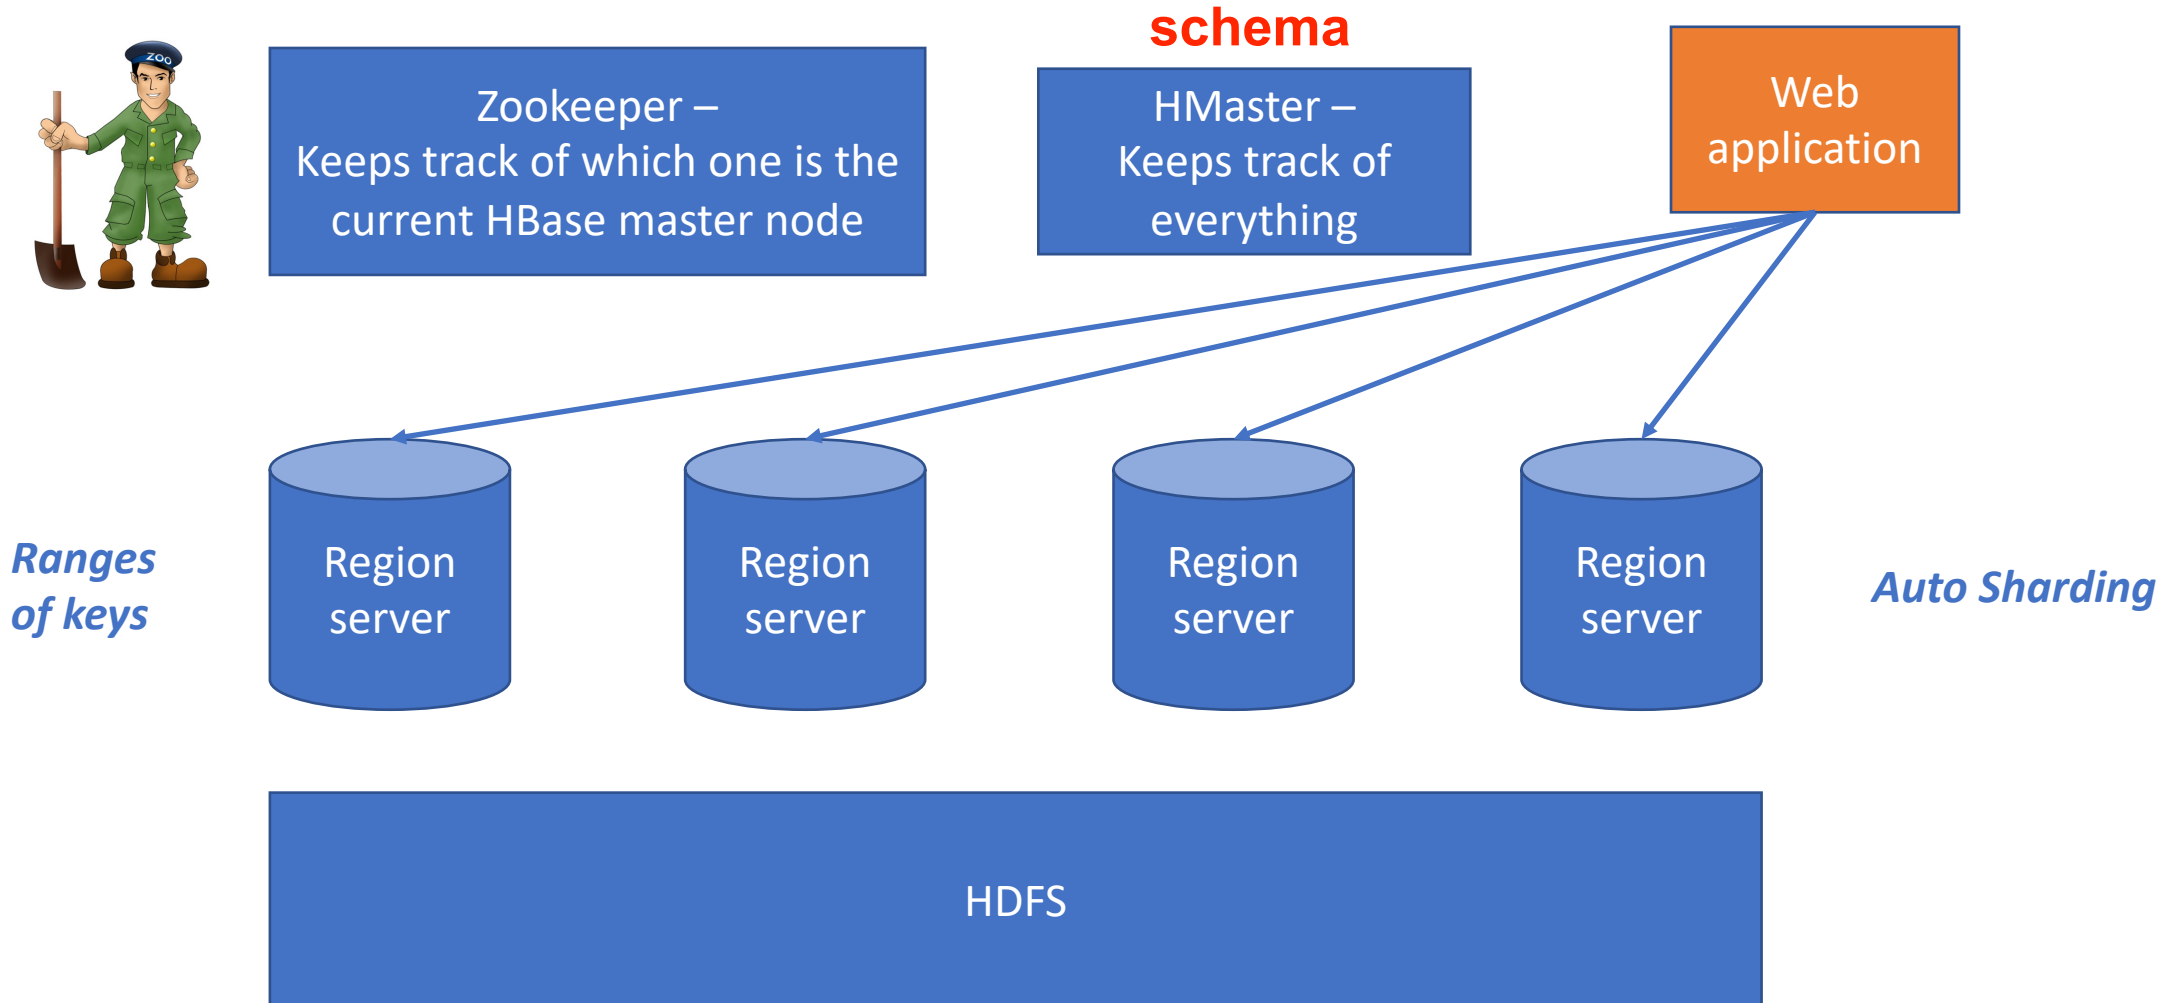 schema
ZOO
Zookeeper –
Keeps track of which one is the
current HBase master node
HMaster –
Keeps track of
everything
Web
application
Ranges
of keys
Region
server
Region
server
Region
server
Region
server
Auto Sharding
HDFS